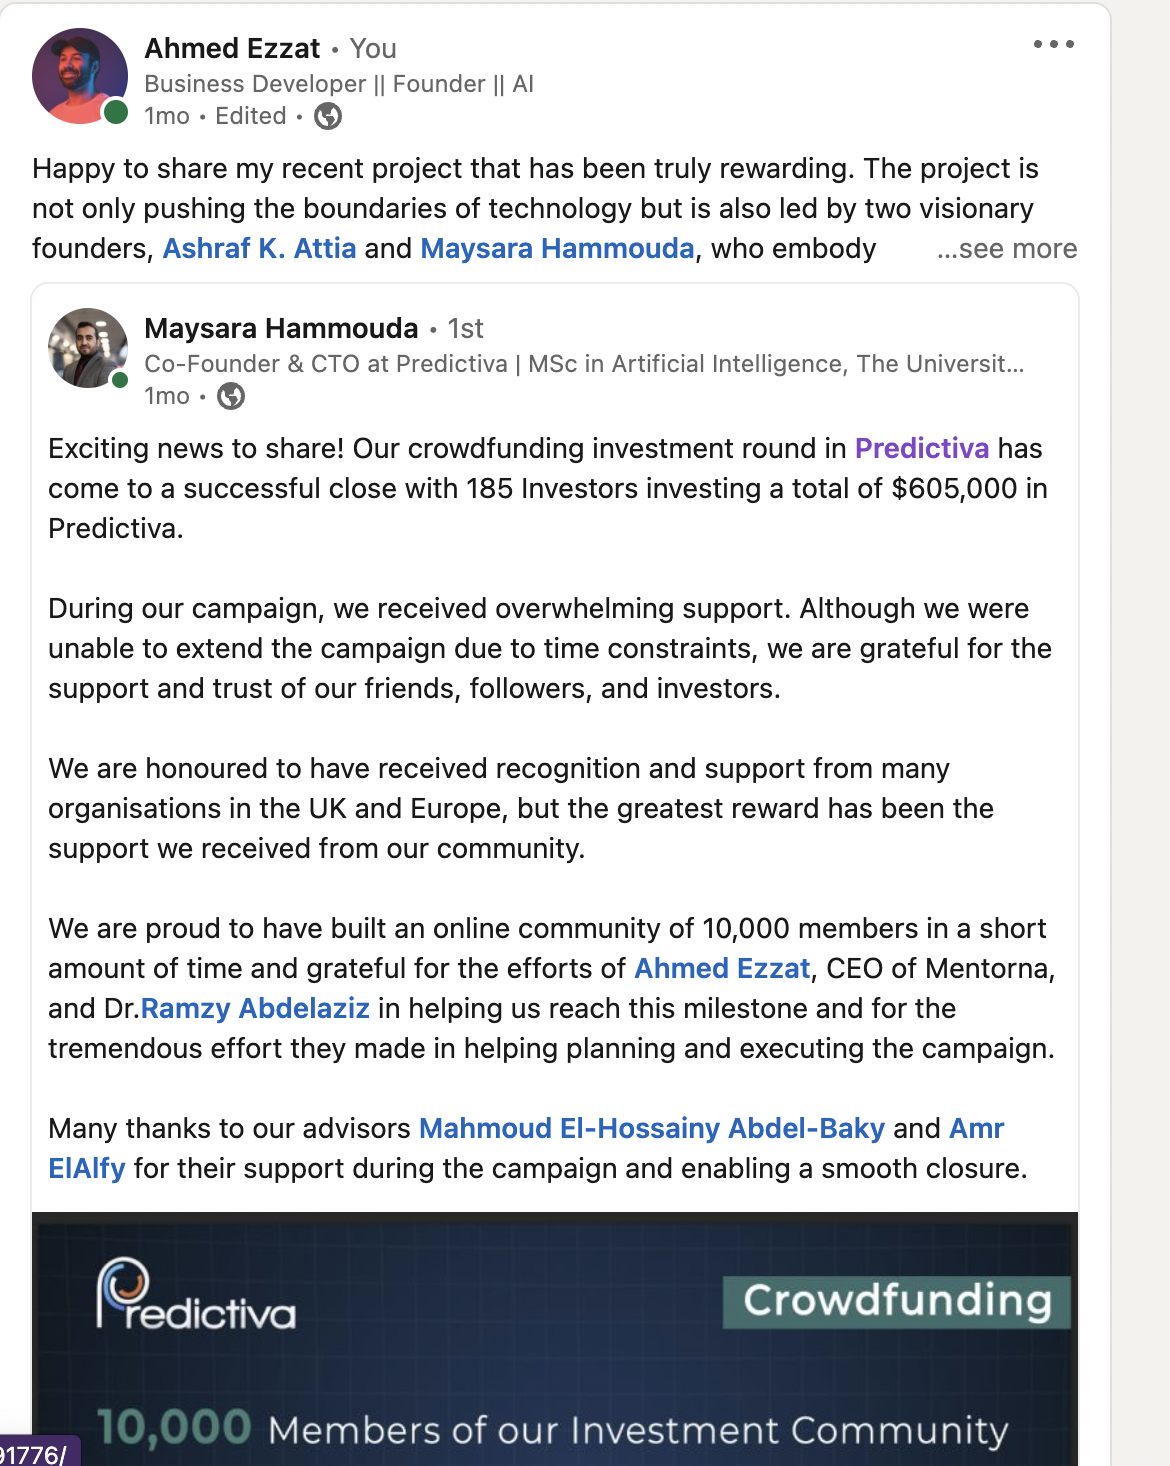 Ahmed Ezzat • You
Business Developer || Founder || AI
1mo • Edited •
Happy to share my recent project that has been truly rewarding. The project is
not only pushing the boundaries of technology but is also led by two visionary
founders, Ashraf K. Attia and Maysara Hammouda, who embody ...see more
Maysara Hammouda • 1st
Co-Founder & CTO at Predictiva | MSc in Artificial Intelligence, The Universit...
1mo •
Exciting news to share! Our crowdfunding investment round in Predictiva has
come to a successful close with 185 Investors investing a total of $605,000 in
Predictiva.
During our campaign, we received overwhelming support. Although we were
unable to extend the campaign due to time constraints, we are grateful for the
support and trust of our friends, followers, and investors.
We are honoured to have received recognition and support from many
organisations in the UK and Europe, but the greatest reward has been the
support we received from our community.
We are proud to have built an online community of 10,000 members in a short
amount of time and grateful for the efforts of Ahmed Ezzat, CEO of Mentorna,
and Dr.Ramzy Abdelaziz in helping us reach this milestone and for the
tremendous effort they made in helping planning and executing the campaign.
Many thanks to our advisors Mahmoud El-Hossainy Abdel-Baky and Amr
ElAlfy for their support during the campaign and enabling a smooth closure.
Predictiva
Crowdfunding
10,000 Members of our Investment Community
91776/